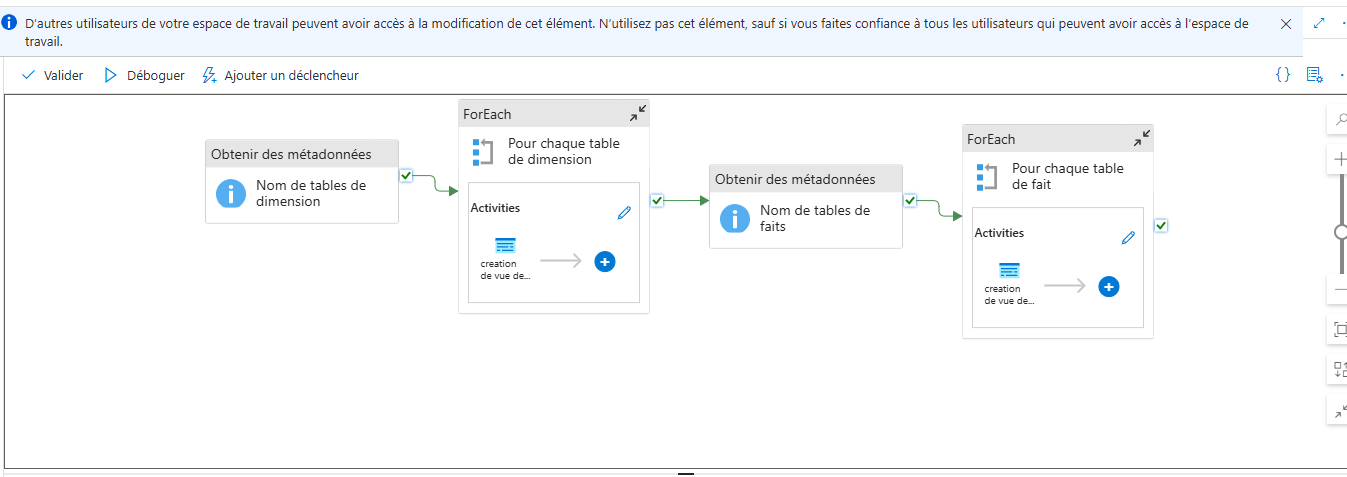 D'autres utilisateurs de votre espace de travail peuvent avoir accès à la modification de cet élément. N'utilisez pas cet élément, sauf si vous faites confiance à tous les utilisateurs qui peuvent avoir accès à l'espace de
travail.
Valider Déboguer Ajouter un déclencheur {}
ForEach
Pour chaque table
de dimension
Obtenir des métadonnées
Nom de tables de
dimension
Activities
creation
de vue de...
Obtenir des métadonnées
Nom de tables de
faits
ForEach
Pour chaque table
de fait
Activities
creation
de vue de...